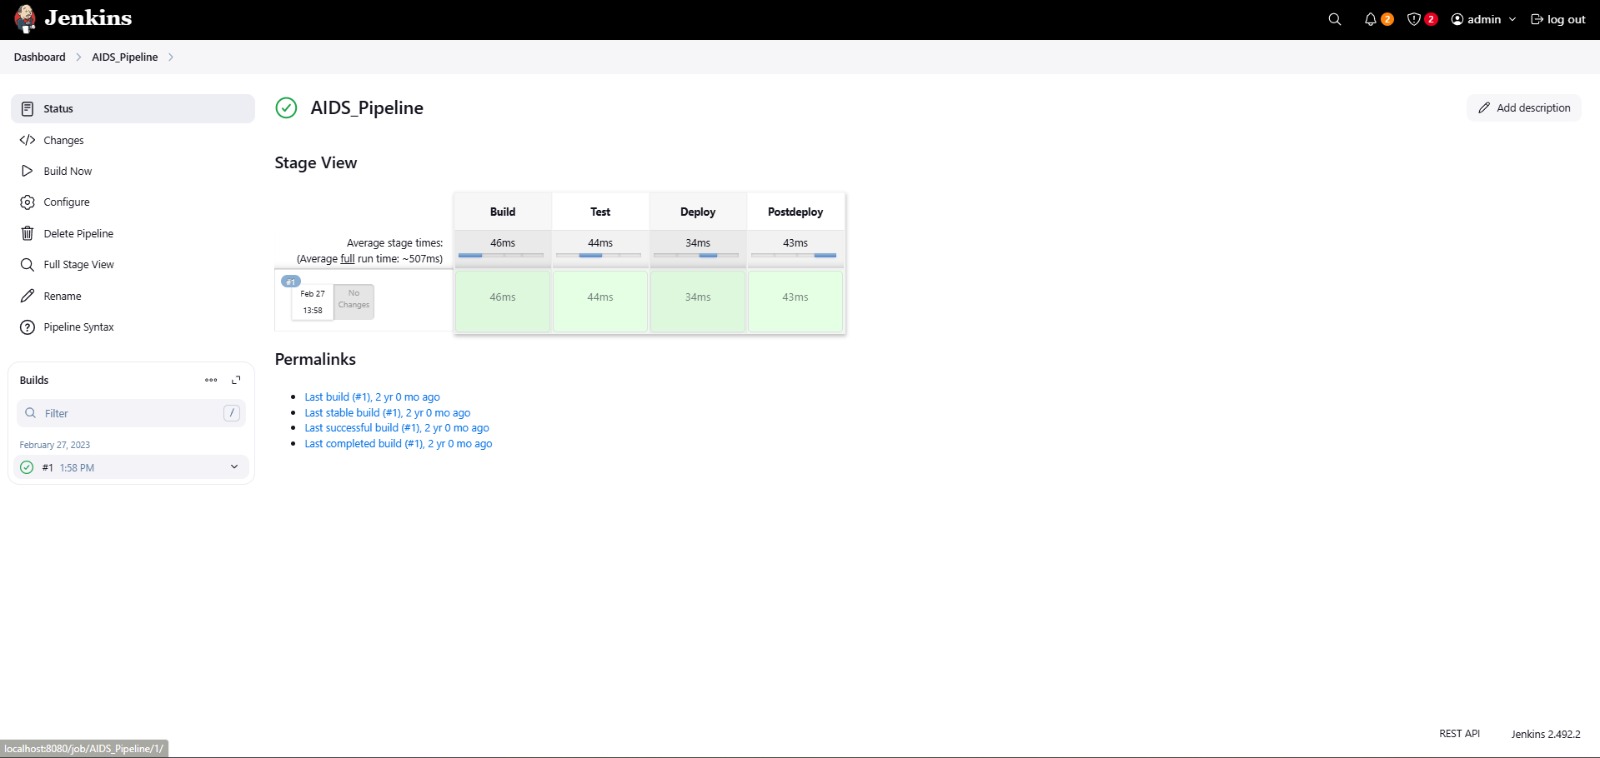 Jenkins
2
2
admin
log out
Dashboard
AIDS_Pipeline
Status
Changes
Build Now
Configure
Delete Pipeline
Full Stage View
Rename
Pipeline Syntax
Builds
Filter
/
February 27, 2023
#1 1:58 PM
AIDS_Pipeline
Add description
Stage View
Build Test Deploy Postdeploy
Average stage times:
(Average full run time: ~507ms)
46ms 44ms 34ms 43ms
#1
Feb 27
13:58
No
Changes
46ms 44ms 34ms 43ms
Permalinks
Last build (#1), 2 yr 0 mo ago
Last stable build (#1), 2 yr 0 mo ago
Last successful build (#1), 2 yr 0 mo ago
Last completed build (#1), 2 yr 0 mo ago
REST API
Jenkins 2.492.2
localhost:8080/job/AIDS_Pipeline/1/